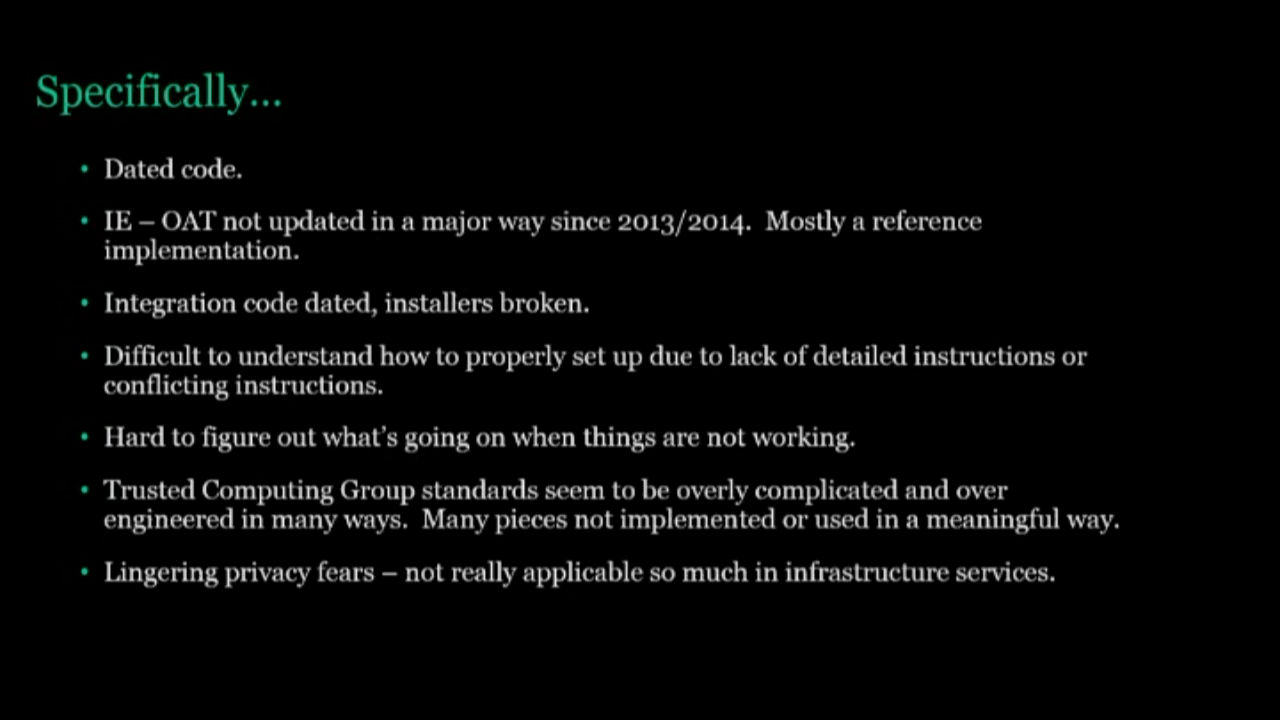 Specifically...
• Dated code.
• IE – OAT not updated in a major way since 2013/2014.  Mostly a reference
implementation.
• Integration code dated, installers broken.
• Difficult to understand how to properly set up due to lack of detailed instructions or
conflicting instructions.
• Hard to figure out what’s going on when things are not working.
• Trusted Computing Group standards seem to be overly complicated and over
engineered in many ways.  Many pieces not implemented or used in a meaningful way.
• Lingering privacy fears – not really applicable so much in infrastructure services.